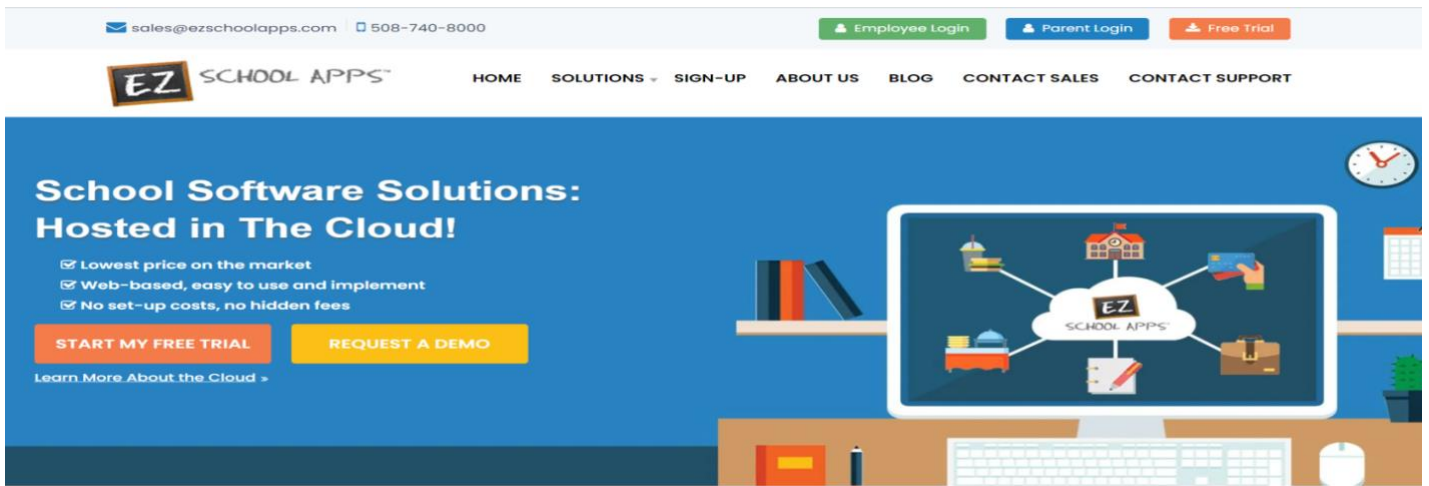 sales@ezschoolapps.com 508-740-8000 Employee Login Parent Login Free Trial
EZ SCHOOL APPS™ HOME SOLUTIONS SIGN-UP ABOUT US BLOG CONTACT SALES CONTACT SUPPORT
School Software Solutions:
Hosted in The Cloud!
Lowest price on the market
Web-based, easy to use and implement
No set-up costs, no hidden fees
START MY FREE TRIAL REQUEST A DEMO
Learn More About the Cloud »
EZ
SCHOOL APPS™